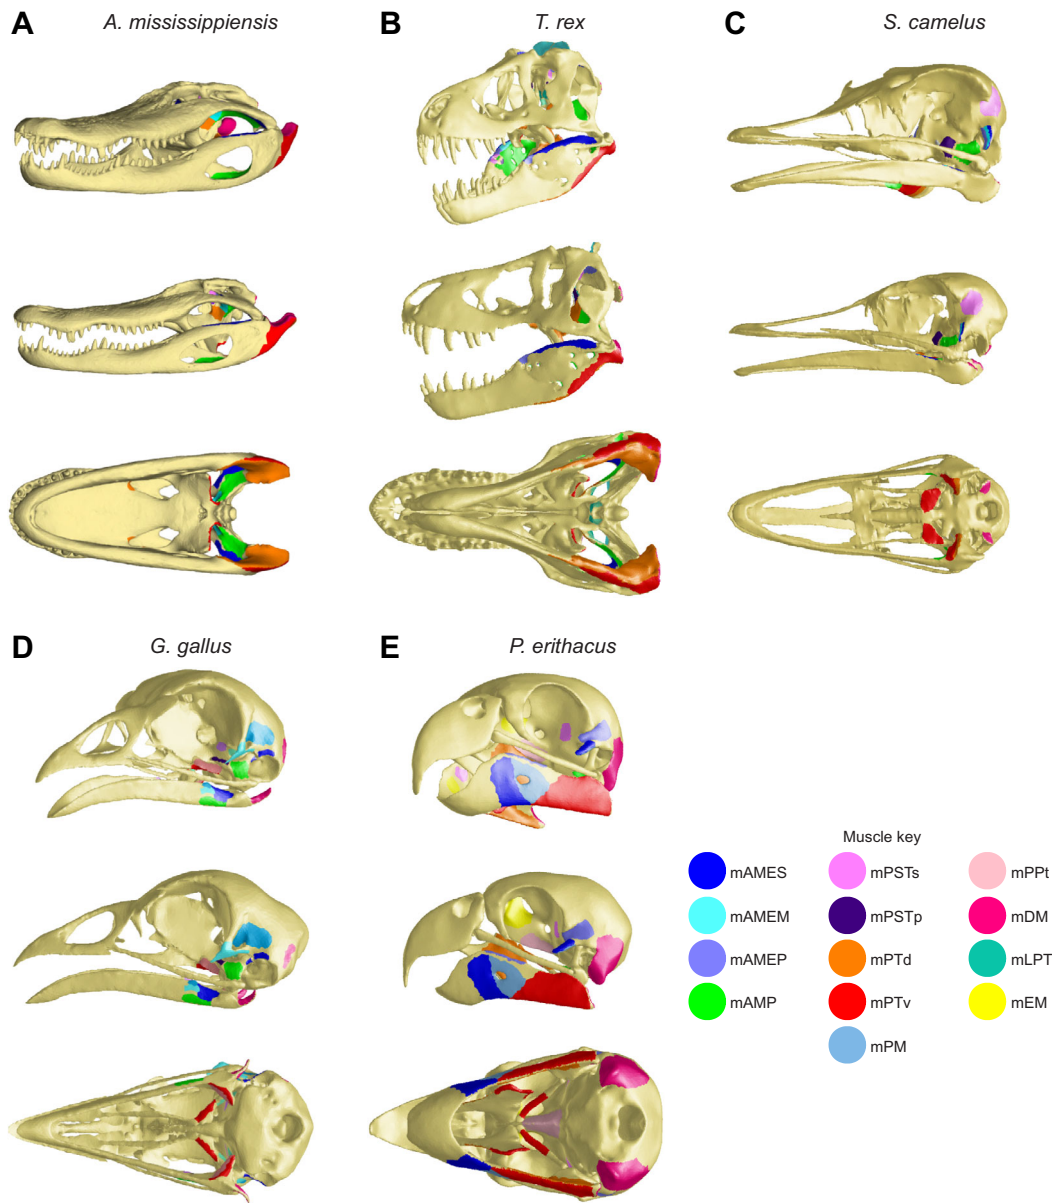 A A. mississippiensis
B T. rex
C S. camelus
D G. gallus
E P. erithacus
Muscle key
mAMES
mAMEM
mAMEP
mAMP
mPSTs
mPSTp
mPTd
mPTv
mPM
mPPt
mDM
mLPT
mEM